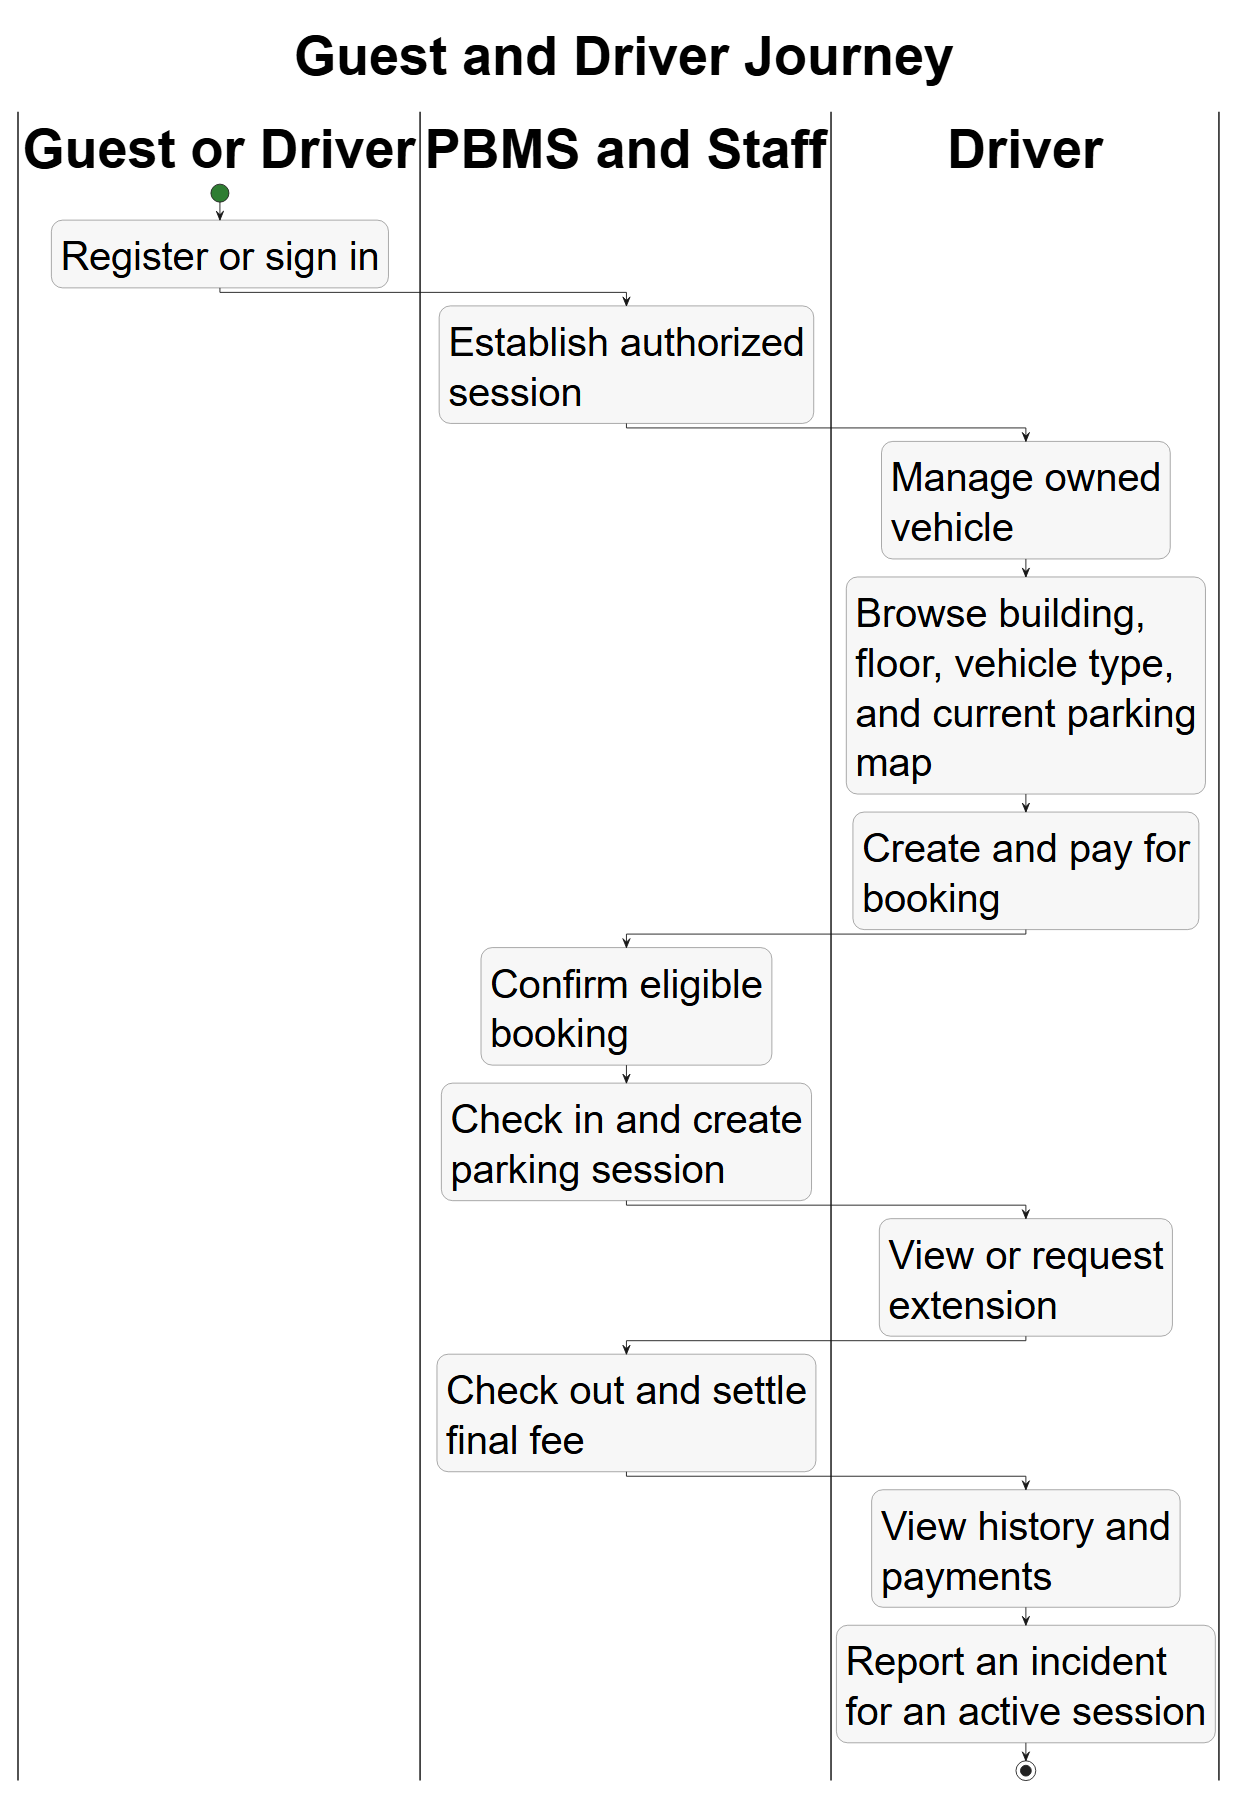 Guest and Driver Journey
Guest or Driver
PBMS and Staff
Driver
Register or sign in
Establish authorized
session
Manage owned
vehicle
Browse building,
floor, vehicle type,
and current parking
map
Create and pay for
booking
Confirm eligible
booking
Check in and create
parking session
View or request
extension
Check out and settle
final fee
View history and
payments
Report an incident
for an active session